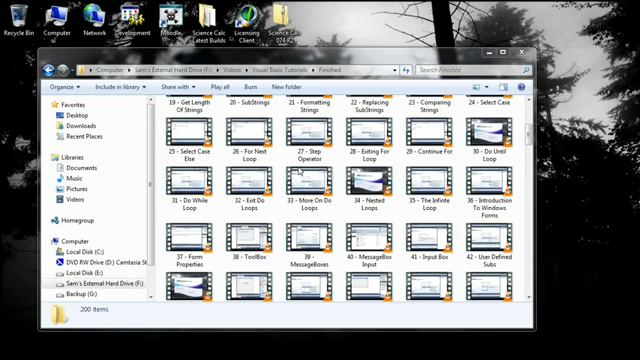 Recycle Bin
Computer
Network
Development
Moodle
Science Calc
Latest Builds
Licensing
Client
Science Calc
074 R2
Computer
Sam's External Hard Drive (F:)
Videos
Visual Basic Tutorials
Finished
Search Finished
Organize
Include in library
Share with
Play all
Burn
New folder
Favorites
Desktop
Downloads
Recent Places
Libraries
Documents
Music
Pictures
Videos
Homegroup
Computer
Local Disk (C:)
DVD RW Drive (D:) Camtasia St
Local Disk (E:)
Sam's External Hard Drive (F:)
Backup (G:)
19 - Get Length
Of Strings
20 - SubStrings
21 - Formatting
Strings
22 - Replacing
SubStrings
23 - Comparing
Strings
24 - Select Case
25 - Select Case
Else
26 - For Next
Loop
27 - Step
Operator
28 - Exiting For
Loop
29 - Continue For
30 - Do Until
Loop
31 - Do While
Loop
32 - Exit Do
Loops
33 - More On Do
Loops
34 - Nested
Loops
35 - The Infinte
Loop
36 - Introduction
To Windows
Forms
37 - Form
Properties
38 - ToolBox
39 -
MessageBoxes
40 - MessageBox
Input
41 - Input Box
42 - User Defined
Subs
200 items